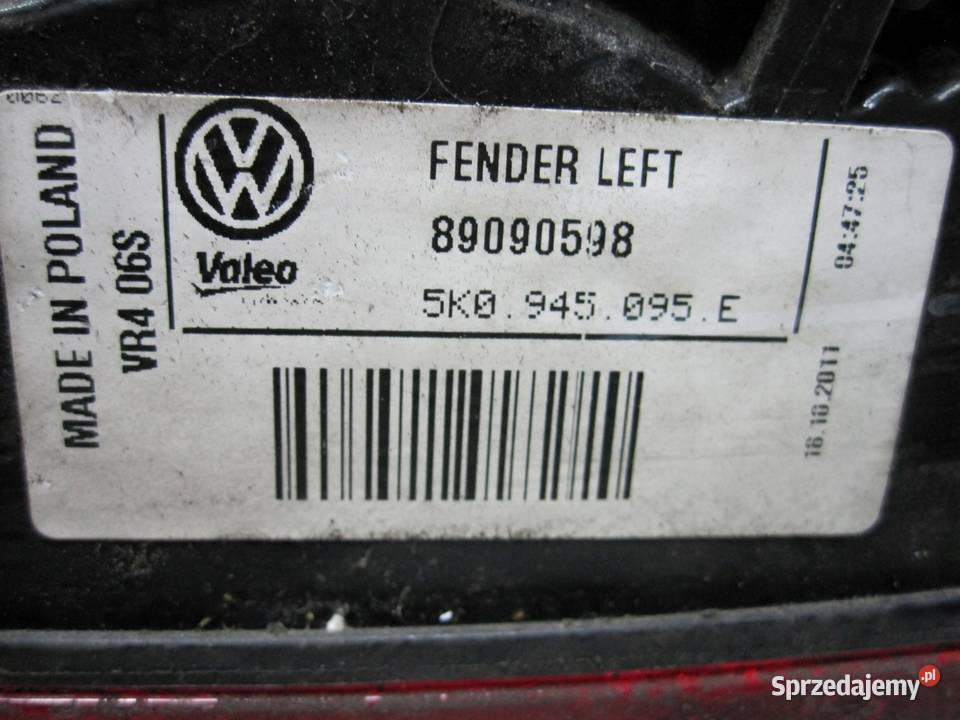 MADE IN POLAND
VR4 06S
Valeo
FENDER LEFT
89090598
5K0.945.095.E
04:47:25
18.10.2011
Sprzedajemy.pl